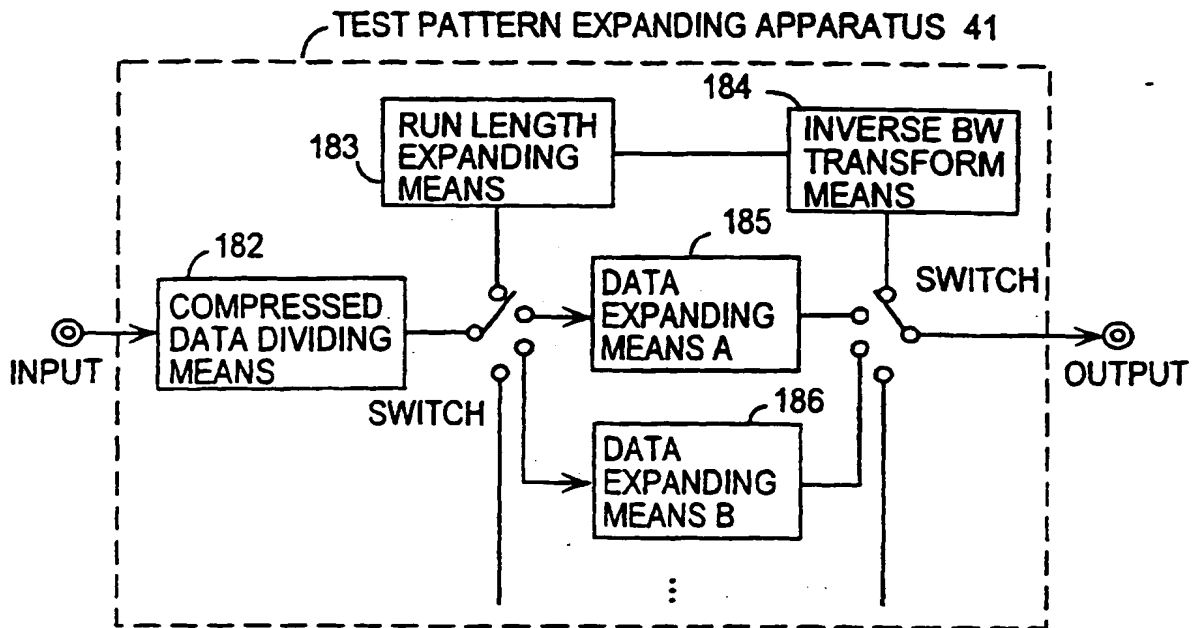 TEST PATTERN EXPANDING APPARATUS 41
184
183
RUN LENGTH
EXPANDING
MEANS
INVERSE BW
TRANSFORM
MEANS
182
185
COMPRESSED
DATA DIVIDING
MEANS
DATA
EXPANDING
MEANS A
SWITCH
INPUT
OUTPUT
SWITCH
186
DATA
EXPANDING
MEANS B
...